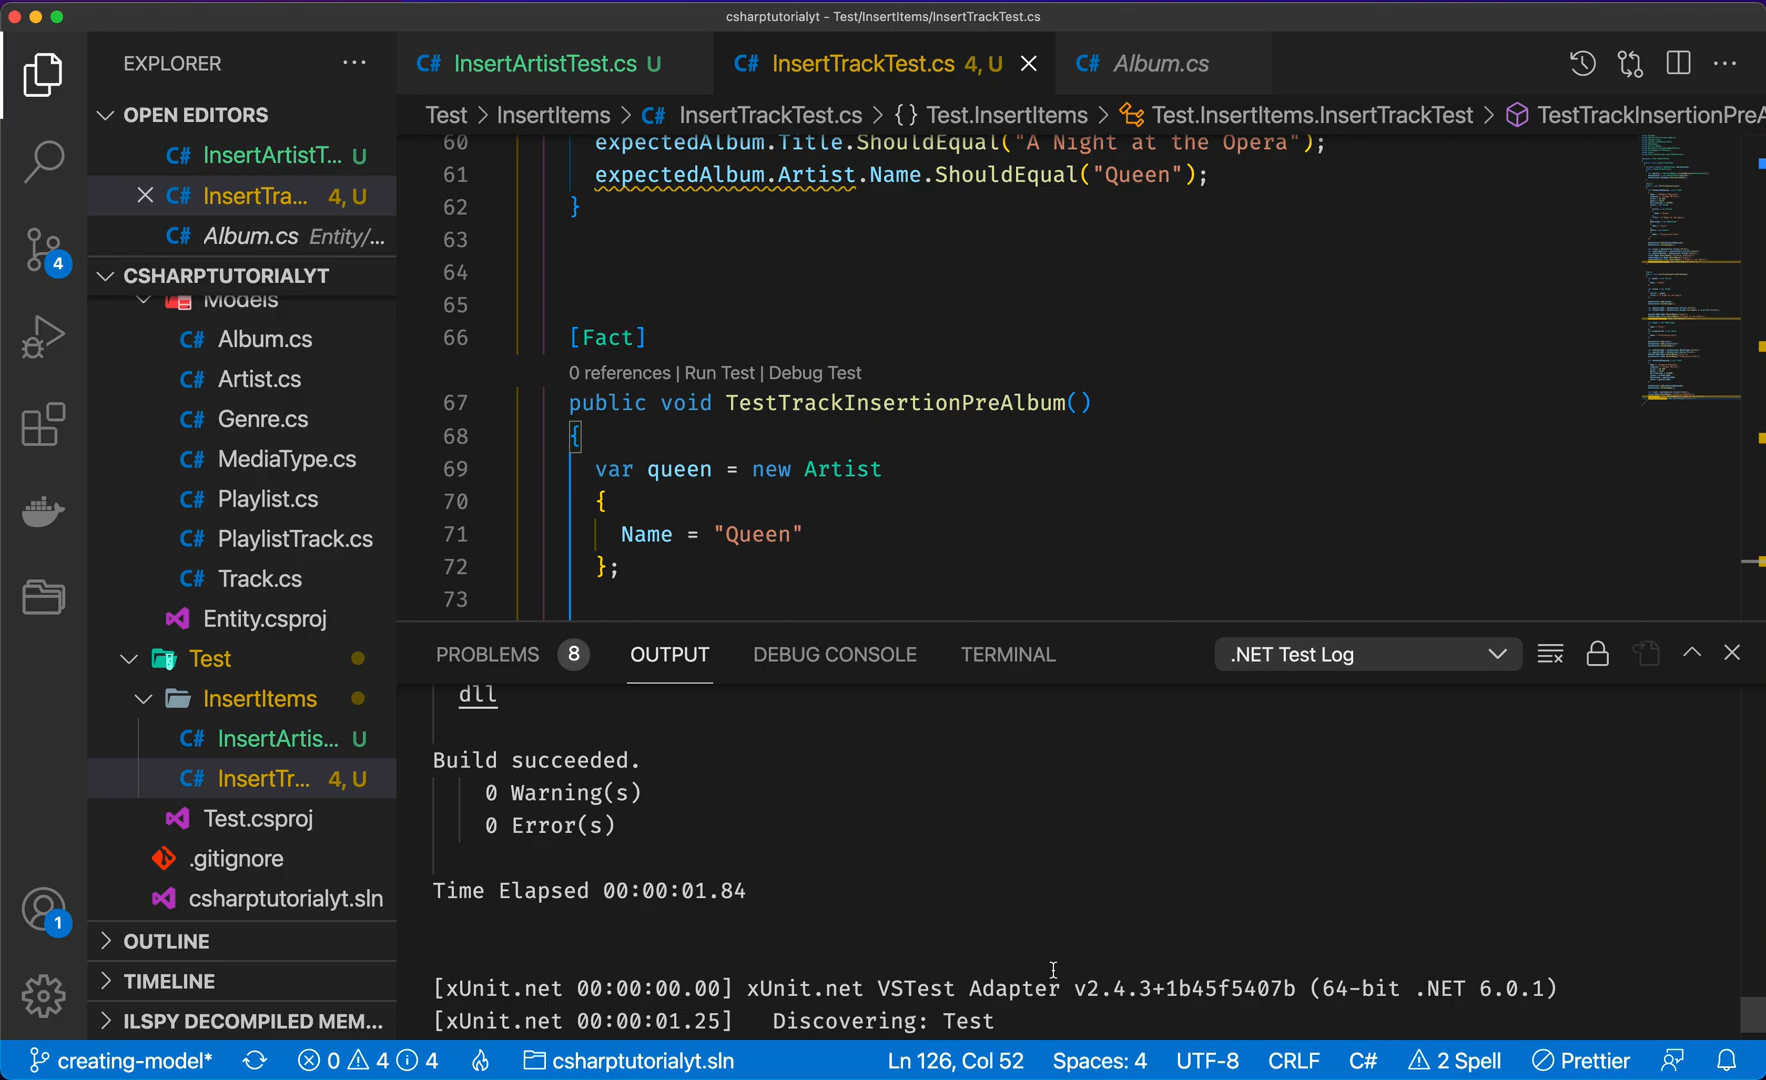 csharptutorialyt - Test/InsertItems/InsertTrackTest.cs
EXPLORER
C# InsertArtistTest.cs U
C# InsertTrackTest.cs 4, U
C# Album.cs
OPEN EDITORS
C# InsertArtistT... U
C# InsertTra... 4, U
C# Album.cs Entity/...
CSHARPTUTORIALYT
Models
C# Album.cs
C# Artist.cs
C# Genre.cs
C# MediaType.cs
C# Playlist.cs
C# PlaylistTrack.cs
C# Track.cs
Entity.csproj
Test
InsertItems
C# InsertArtis... U
C# InsertTr... 4, U
Test.csproj
.gitignore
csharptutorialyt.sln
OUTLINE
TIMELINE
ILSPY DECOMPILED MEM...
4
1
Test > InsertItems > C# InsertTrackTest.cs > {} Test.InsertItems > Test.InsertItems.InsertTrackTest > TestTrackInsertionPreA
60 expectedAlbum.Title.ShouldEqual("A Night at the Opera");
61 expectedAlbum.Artist.Name.ShouldEqual("Queen");
62 }
63
64
65
66 [Fact]
0 references | Run Test | Debug Test
67 public void TestTrackInsertionPreAlbum()
68 {
69 var queen = new Artist
70 {
71 Name = "Queen"
72 };
73
PROBLEMS 8 OUTPUT DEBUG CONSOLE TERMINAL .NET Test Log
dll
Build succeeded.
0 Warning(s)
0 Error(s)
Time Elapsed 00:00:01.84
[xUnit.net 00:00:00.00] xUnit.net VSTest Adapter v2.4.3+1b45f5407b (64-bit .NET 6.0.1)
[xUnit.net 00:00:01.25] Discovering: Test
creating-model* 0 4 4 csharptutorialyt.sln Ln 126, Col 52 Spaces: 4 UTF-8 CRLF C# 2 Spell Prettier